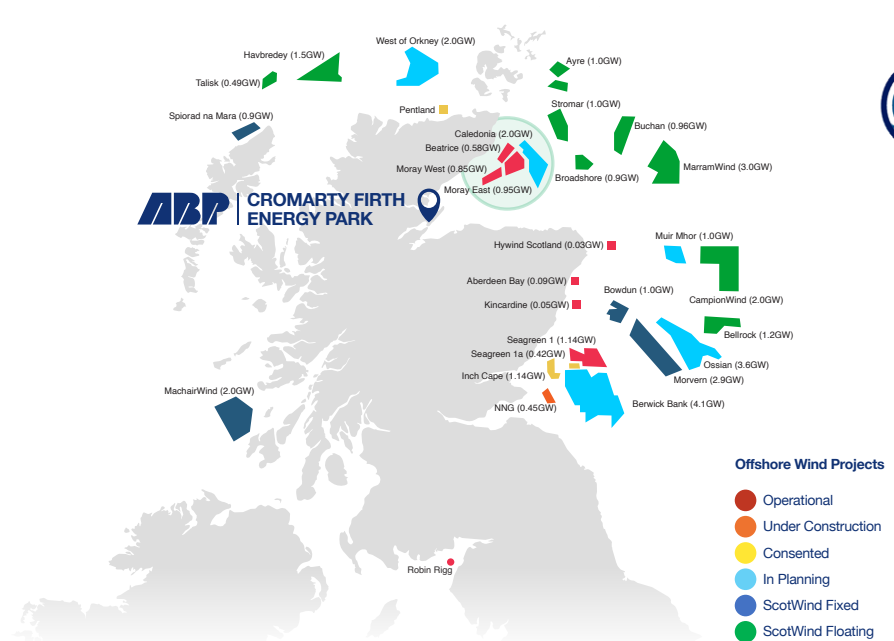 West of Orkney (2.0GW)
Havbredey (1.5GW)
Ayre (1.0GW)
Talisk (0.49GW)
Stromar (1.0GW)
Pentland
Spiorad na Mara (0.9GW)
Buchan (0.96GW)
Caledonia (2.0GW)
Beatrice (0.58GW)
Moray West (0.85GW)
MarramWind (3.0GW)
Broadshore (0.9GW)
Moray East (0.95GW)
ABP CROMARTY FIRTH
ENERGY PARK
Muir Mhor (1.0GW)
Hywind Scotland (0.03GW)
Aberdeen Bay (0.09GW)
Bowdun (1.0GW)
CampionWind (2.0GW)
Kincardine (0.05GW)
Bellrock (1.2GW)
Seagreen 1 (1.14GW)
Seagreen 1a (0.42GW)
Ossian (3.6GW)
Inch Cape (1.14GW)
Morvern (2.9GW)
MachairWind (2.0GW)
Berwick Bank (4.1GW)
NNG (0.45GW)
Offshore Wind Projects
Operational
Under Construction
Consented
In Planning
ScotWind Fixed
ScotWind Floating
Robin Rigg